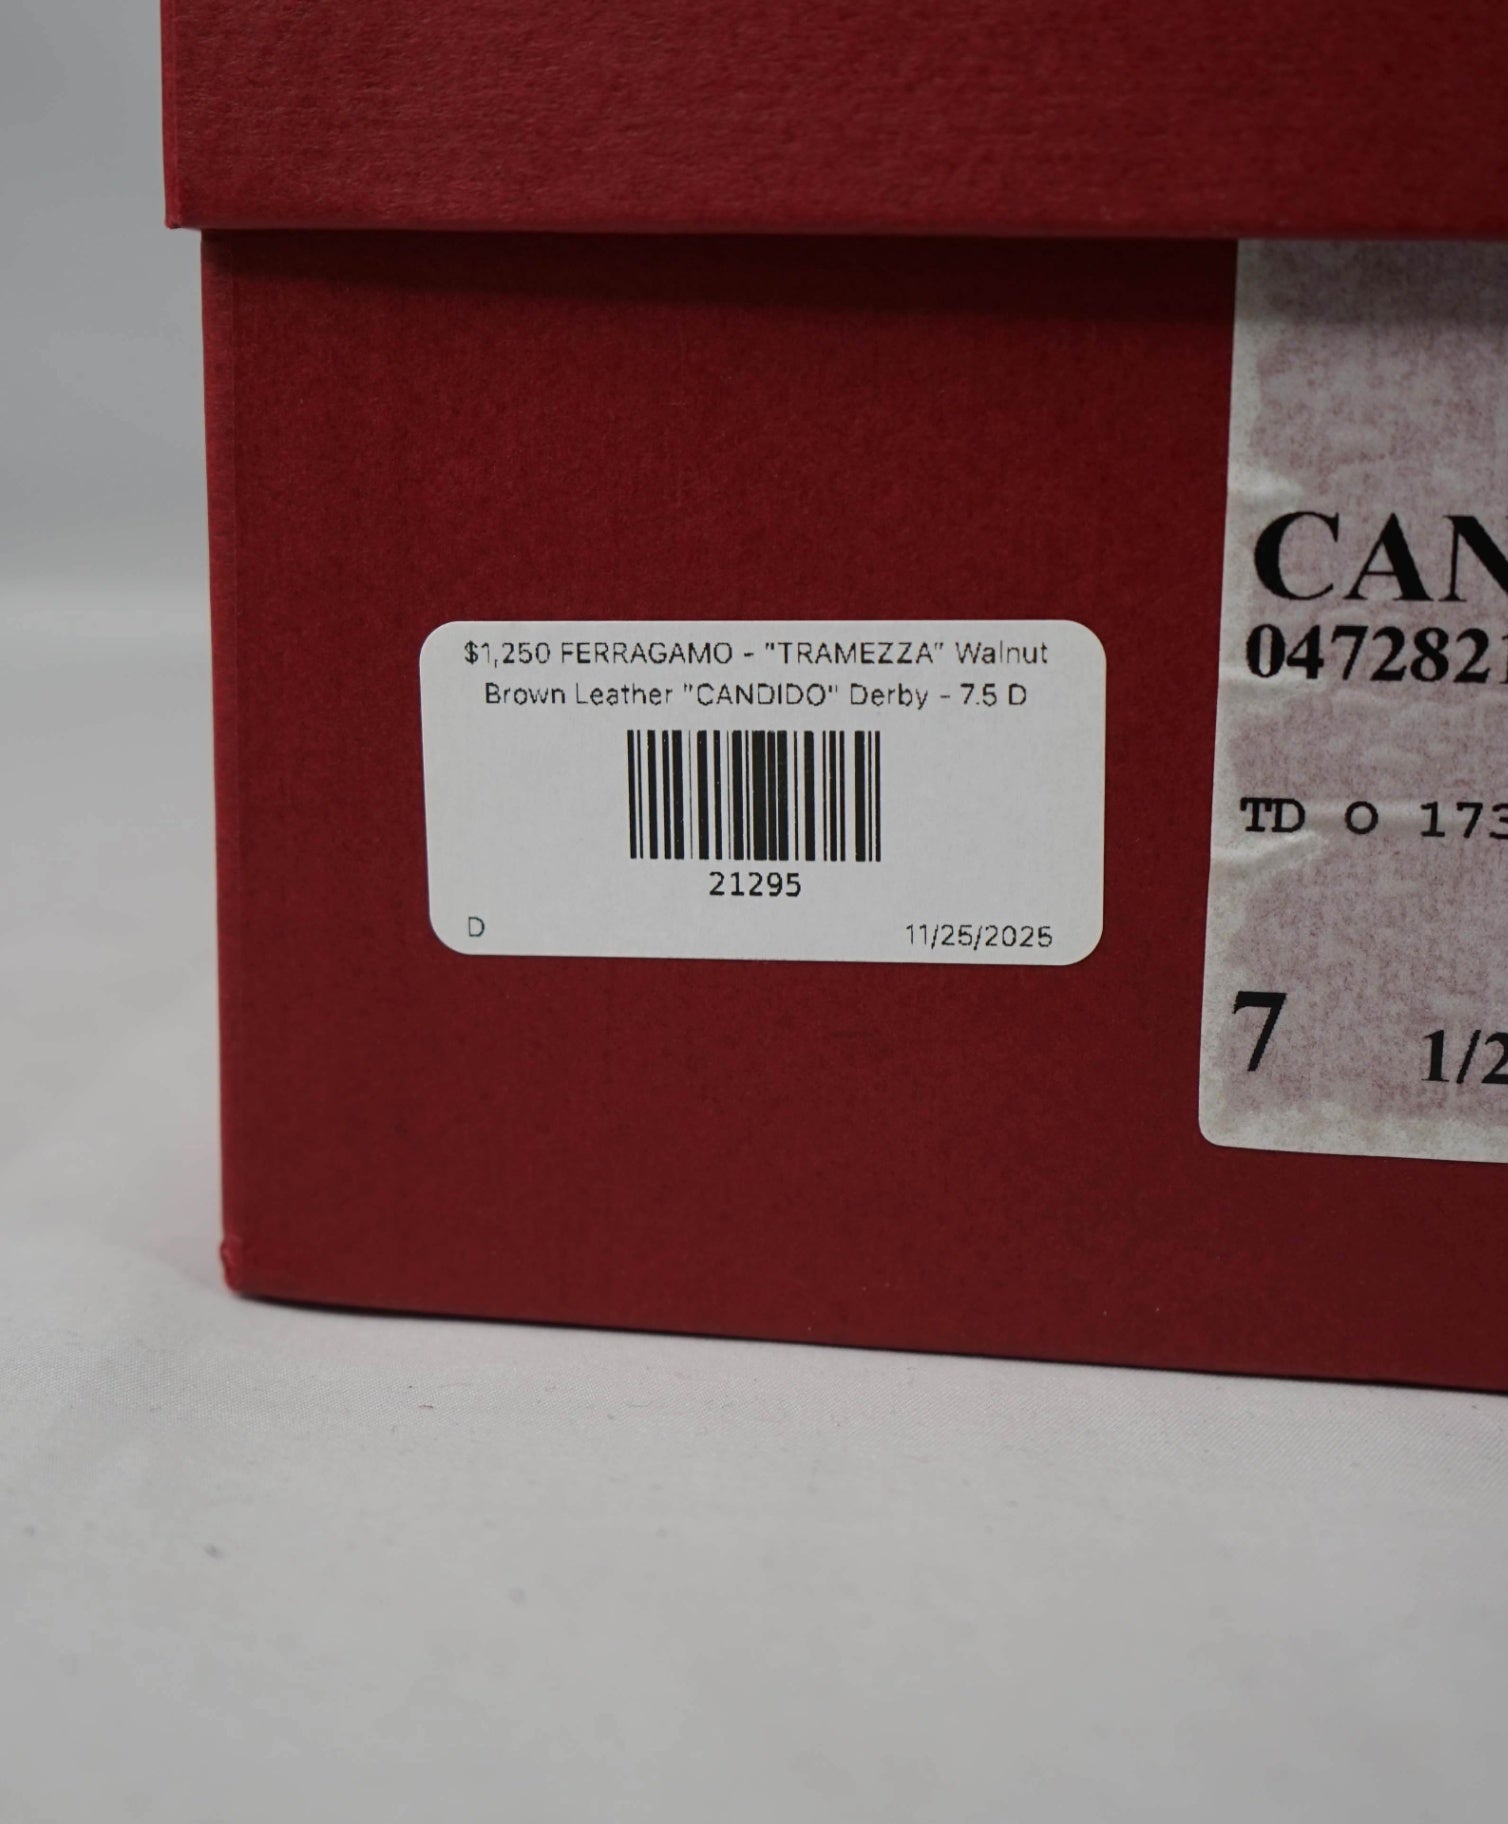 $1,250 FERRAGAMO - "TRAMEZZA" Walnut
Brown Leather "CANDIDO" Derby - 7.5 D
21295
D 11/25/2025
CAN
0472821
TD O 173
7 1/2